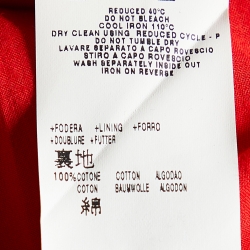 REDUCED 40°C
DO NOT BLEACH
COOL IRON 110°C
DRY CLEAN USING REDUCED CYCLE - P
DO NOT TUMBLE DRY
LAVARE SEPARATO A CAPO ROVESCIO
STIRARE A CAPO ROVESCIO
WASH SEPARATELY INSIDE OUT
IRON ON REVERSE
+FODERA +LINING +FORRO
+DOUBLURE +FUTTER
裏地
100%COTONE COTTON ALGODAO
COTON BAUMWOLLE ALGODON
綿